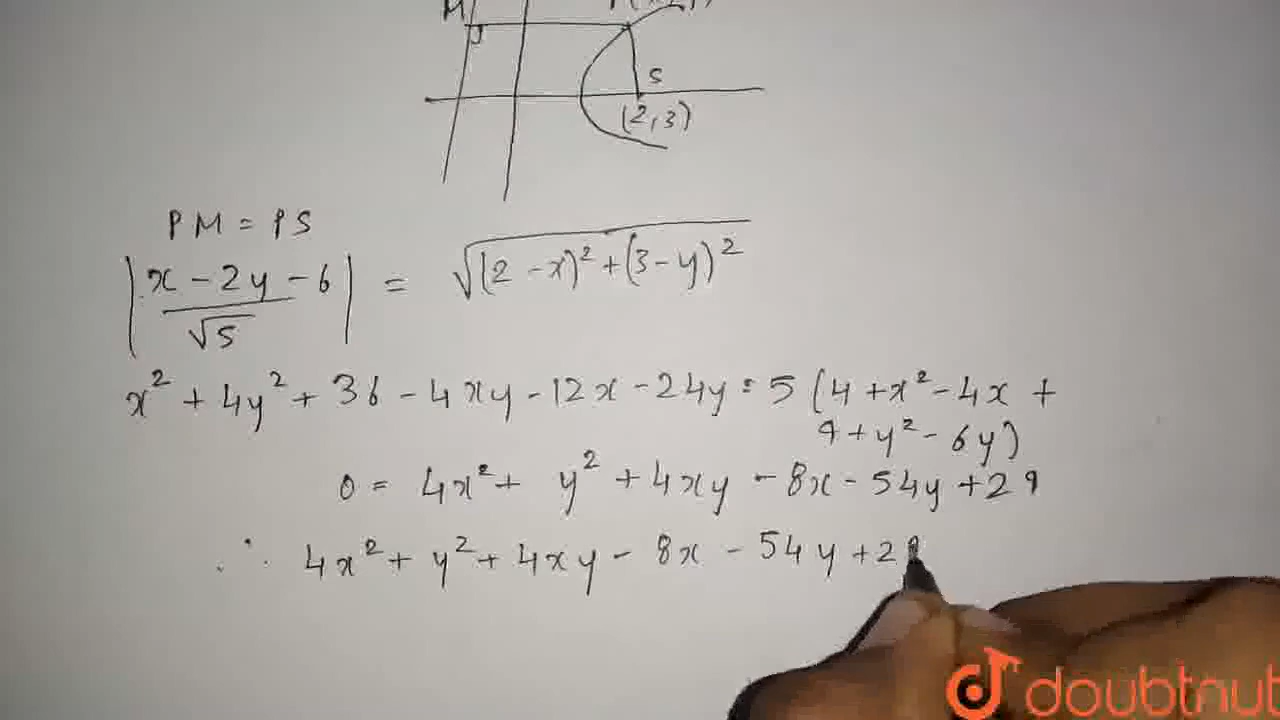 M
S
(2,3)
PM = PS
|x - 2y - 6 / √5| = √((2 - x)² + (3 - y)²)
x² + 4y² + 36 - 4xy - 12x - 24y = 5 (4 + x² - 4x +
9 + y² - 6y)
0 = 4x² + y² + 4xy - 8x - 54y + 29
∴ 4x² + y² + 4xy - 8x - 54y + 29
doubtnut